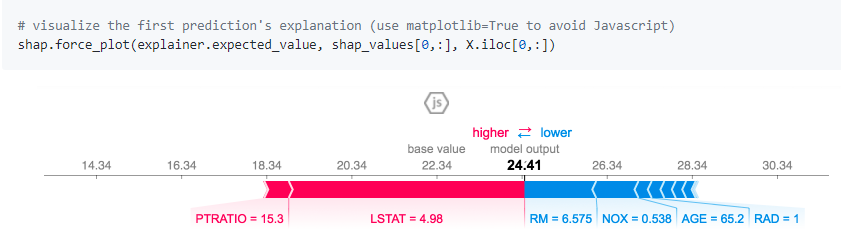 # visualize the first prediction's explanation (use matplotlib=True to avoid Javascript)
shap.force_plot(explainer.expected_value, shap_values[0,:], X.iloc[0,:])
js
higher ⇄ lower
base value model output
14.34 16.34 18.34 20.34 22.34 24.41 26.34 28.34 30.34
PTRATIO = 15.3 LSTAT = 4.98 RM = 6.575 NOX = 0.538 AGE = 65.2 RAD = 1